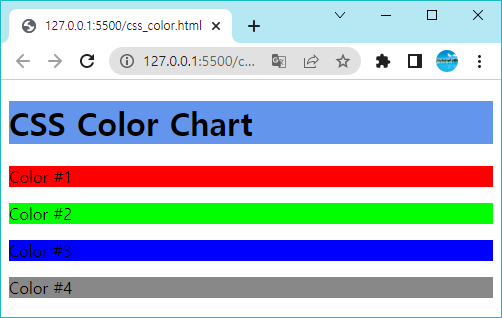 127.0.0.1:5500/css_color.html
127.0.0.1:5500/c...
CSS Color Chart
Color #1
Color #2
Color #3
Color #4